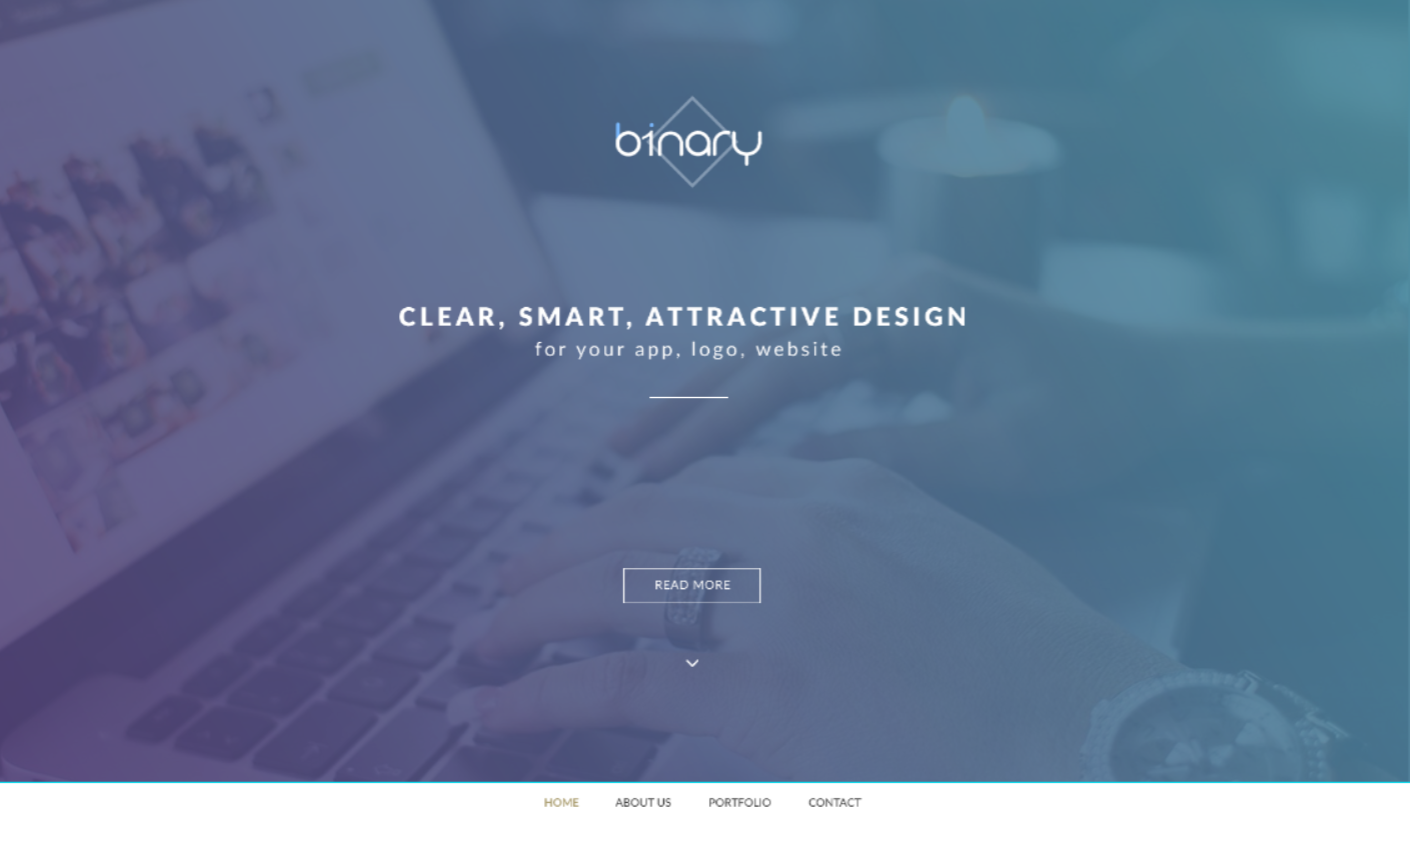 binary
CLEAR, SMART, ATTRACTIVE DESIGN
for your app, logo, website
READ MORE
HOME ABOUT US PORTFOLIO CONTACT